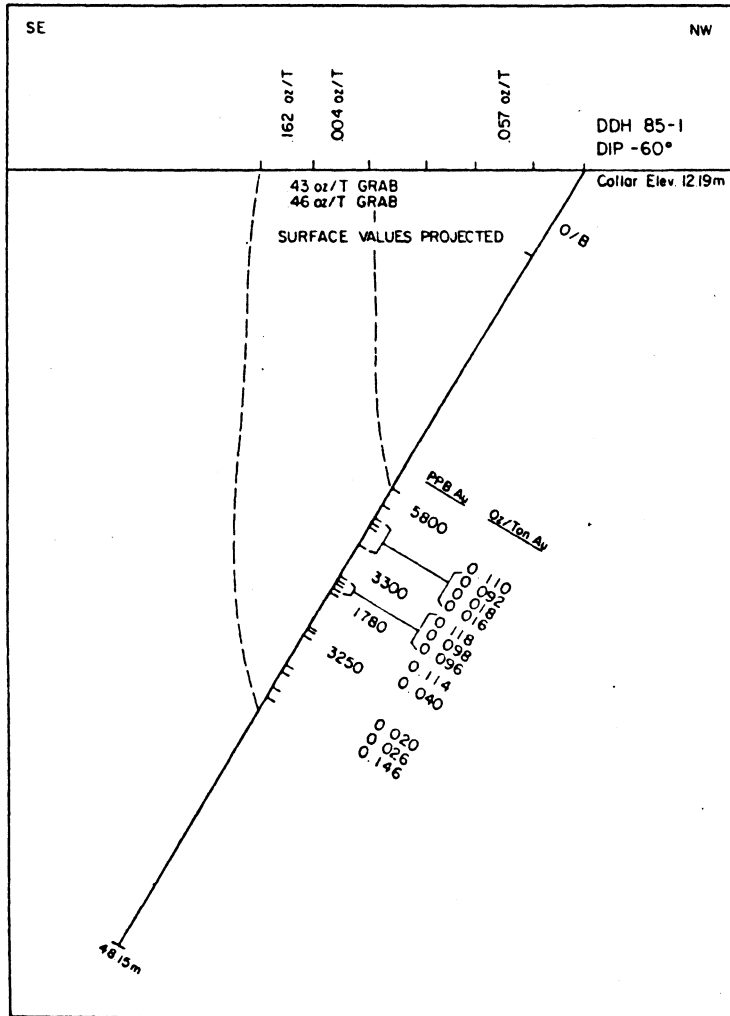 SE
NW
.162 oz/T
.004 oz/T
.057 oz/T
DDH 85-1
DIP -60°
Collar Elev. 12.19m
43 oz/T GRAB
46 oz/T GRAB
SURFACE VALUES PROJECTED
O/B
PPB Au
Oz/Ton Au
5800
3300
1780
3250
0.110
0 092
0 018
0 016
0 118
0 098
0 096
0.114
0.040
0 020
0 026
0.146
48.15m